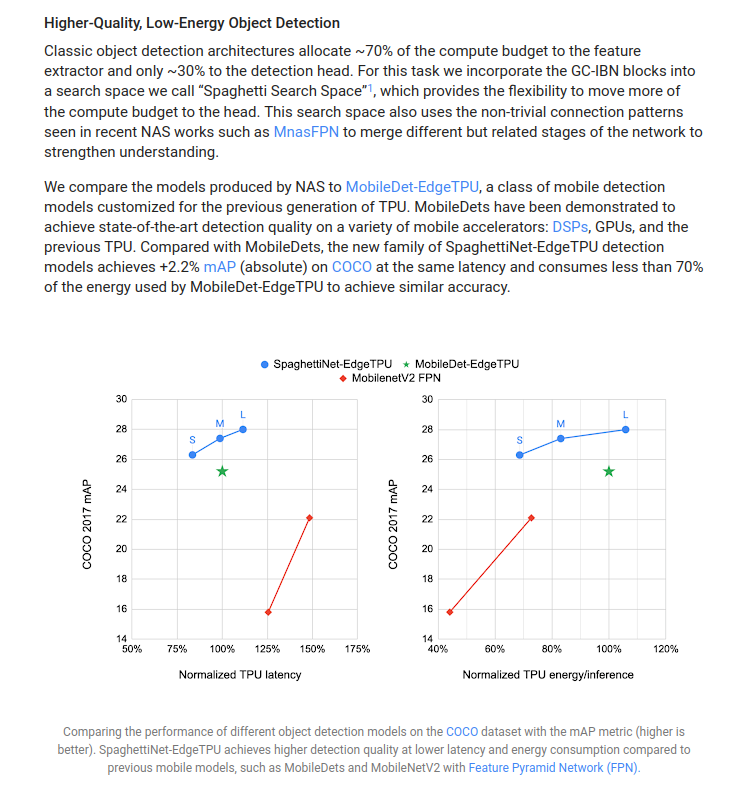 Higher-Quality, Low-Energy Object Detection
Classic object detection architectures allocate ~70% of the compute budget to the feature
extractor and only ~30% to the detection head. For this task we incorporate the GC-IBN blocks into
a search space we call “Spaghetti Search Space”1, which provides the flexibility to move more of
the compute budget to the head. This search space also uses the non-trivial connection patterns
seen in recent NAS works such as MnasFPN to merge different but related stages of the network to
strengthen understanding.
We compare the models produced by NAS to MobileDet-EdgeTPU, a class of mobile detection
models customized for the previous generation of TPU. MobileDets have been demonstrated to
achieve state-of-the-art detection quality on a variety of mobile accelerators: DSPs, GPUs, and the
previous TPU. Compared with MobileDets, the new family of SpaghettiNet-EdgeTPU detection
models achieves +2.2% mAP (absolute) on COCO at the same latency and consumes less than 70%
of the energy used by MobileDet-EdgeTPU to achieve similar accuracy.
SpaghettiNet-EdgeTPU MobileDet-EdgeTPU
MobilenetV2 FPN
COCO 2017 mAP
30
28
26
24
22
20
18
16
14
S
M
L
50% 75% 100% 125% 150% 175%
Normalized TPU latency
COCO 2017 mAP
30
28
26
24
22
20
18
16
14
S
M
L
40% 60% 80% 100% 120%
Normalized TPU energy/inference
Comparing the performance of different object detection models on the COCO dataset with the mAP metric (higher is
better). SpaghettiNet-EdgeTPU achieves higher detection quality at lower latency and energy consumption compared to
previous mobile models, such as MobileDets and MobileNetV2 with Feature Pyramid Network (FPN).